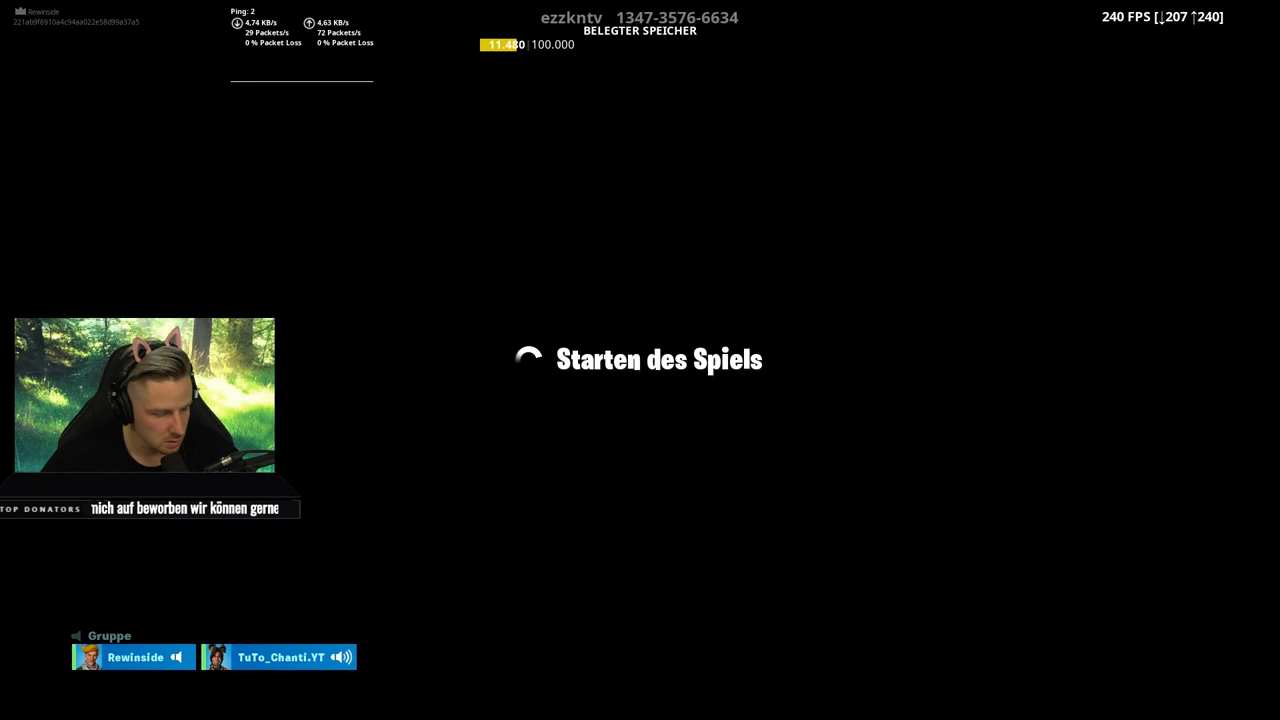 Rewinside
221ab9f6910a4c94aa022e58d99a37a5
Ping: 2
4,74 KB/s 4,63 KB/s
29 Packets/s 72 Packets/s
0 % Packet Loss 0 % Packet Loss
ezzkntv 1347-3576-6634
BELEGTER SPEICHER
11.480|100.000
240 FPS [↓207 ↑240]
Starten des Spiels
TOP DONATORS mich auf beworben wir können gerne
Gruppe
Rewinside TuTo_Chanti.YT